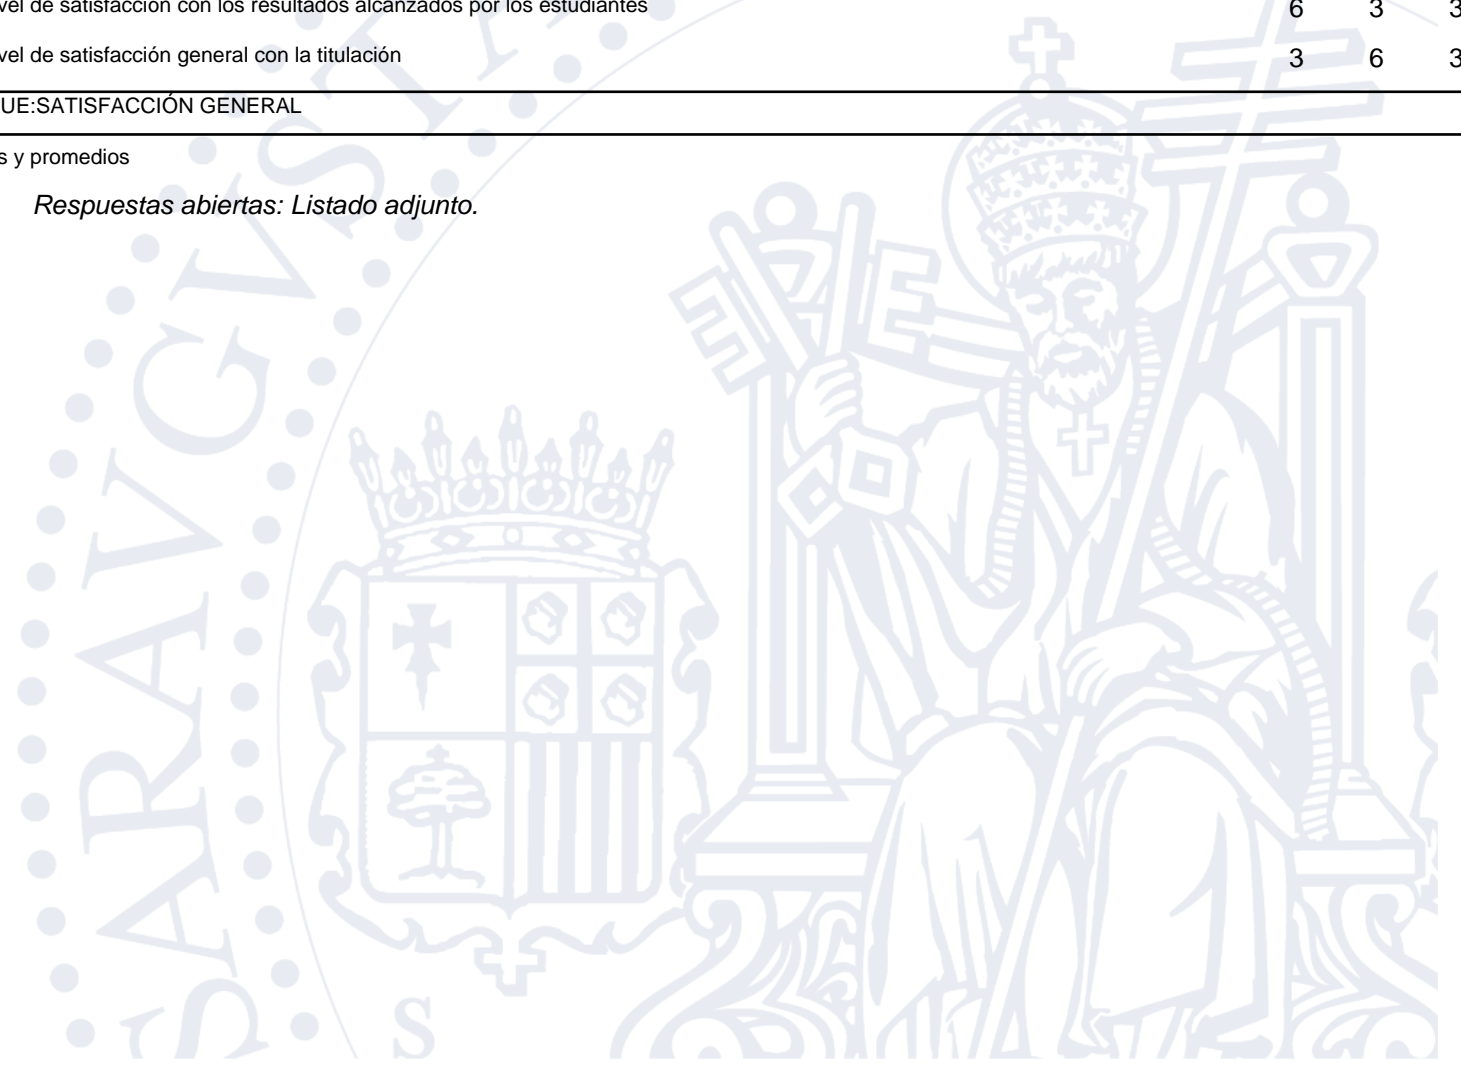 vel de satisfacción con los resultados alcanzados por los estudiantes 6 3 3
vel de satisfacción general con la titulación 3 6 3
UE:SATISFACCIÓN GENERAL
s y promedios
Respuestas abiertas: Listado adjunto.
SARAVGVSTA
S